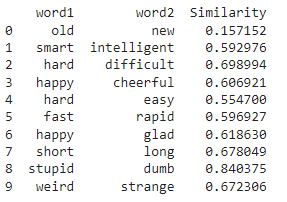 word1 word2 Similarity
0 old new 0.157152
1 smart intelligent 0.592976
2 hard difficult 0.698994
3 happy cheerful 0.606921
4 hard easy 0.554700
5 fast rapid 0.596927
6 happy glad 0.618630
7 short long 0.678049
8 stupid dumb 0.840375
9 weird strange 0.672306